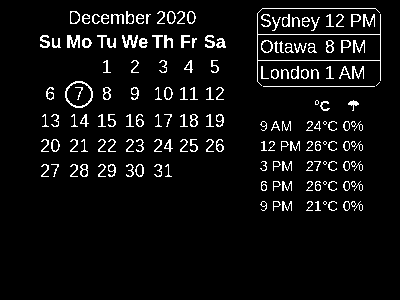 December 2020
Su Mo Tu We Th Fr Sa
1 2 3 4 5
6 7 8 9 10 11 12
13 14 15 16 17 18 19
20 21 22 23 24 25 26
27 28 29 30 31
Sydney 12 PM
Ottawa 8 PM
London 1 AM
°C ☂
9 AM 24°C 0%
12 PM 26°C 0%
3 PM 27°C 0%
6 PM 26°C 0%
9 PM 21°C 0%